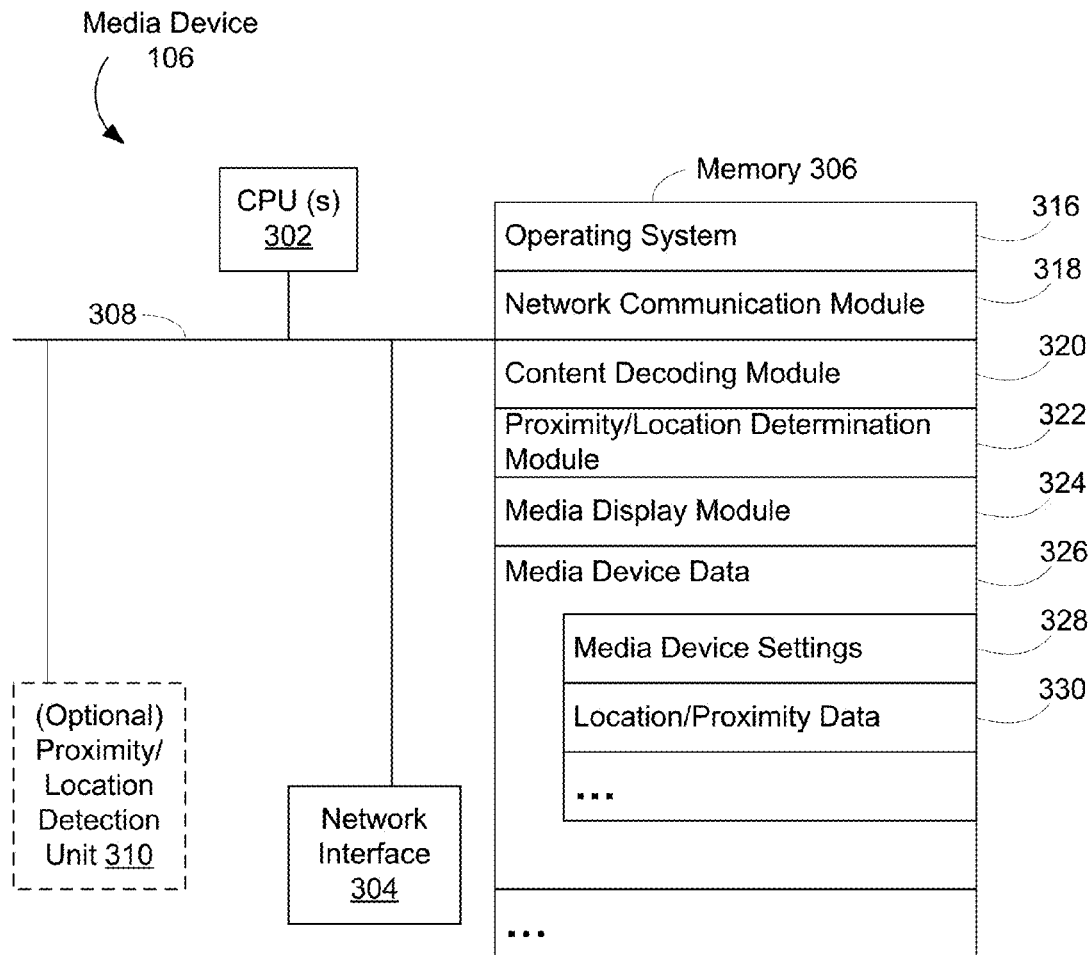 Media Device
106
CPU (s)
302
Memory 306
316
Operating System
318
Network Communication Module
308
320
Content Decoding Module
322
Proximity/Location Determination
Module
324
Media Display Module
326
Media Device Data
328
Media Device Settings
330
Location/Proximity Data
...
(Optional)
Proximity/
Location
Detection
Unit 310
Network
Interface
304
...